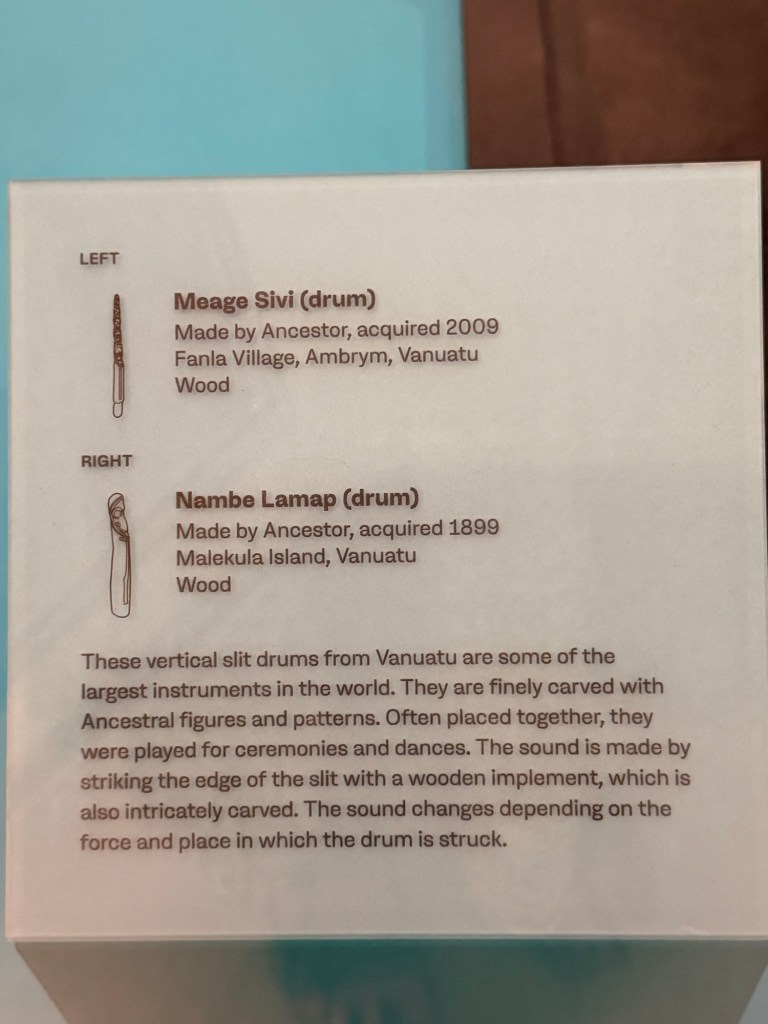 LEFT
Meage Sivi (drum)
Made by Ancestor, acquired 2009
Fanla Village, Ambrym, Vanuatu
Wood
RIGHT
Nambe Lamap (drum)
Made by Ancestor, acquired 1899
Malekula Island, Vanuatu
Wood
These vertical slit drums from Vanuatu are some of the
largest instruments in the world. They are finely carved with
Ancestral figures and patterns. Often placed together, they
were played for ceremonies and dances. The sound is made by
striking the edge of the slit with a wooden implement, which is
also intricately carved. The sound changes depending on the
force and place in which the drum is struck.